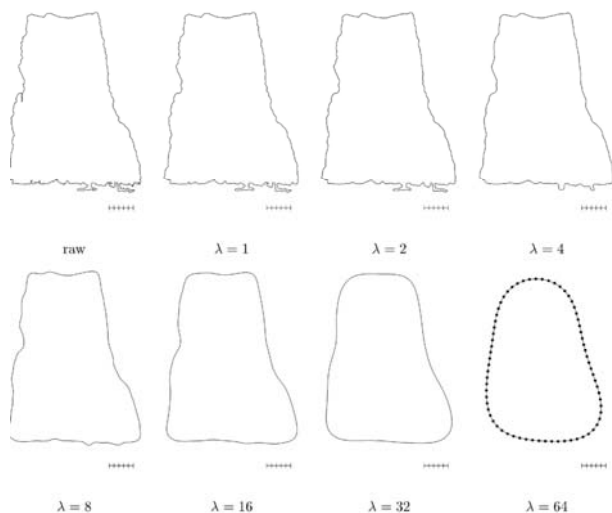 raw
λ = 1
λ = 2
λ = 4
λ = 8
λ = 16
λ = 32
λ = 64